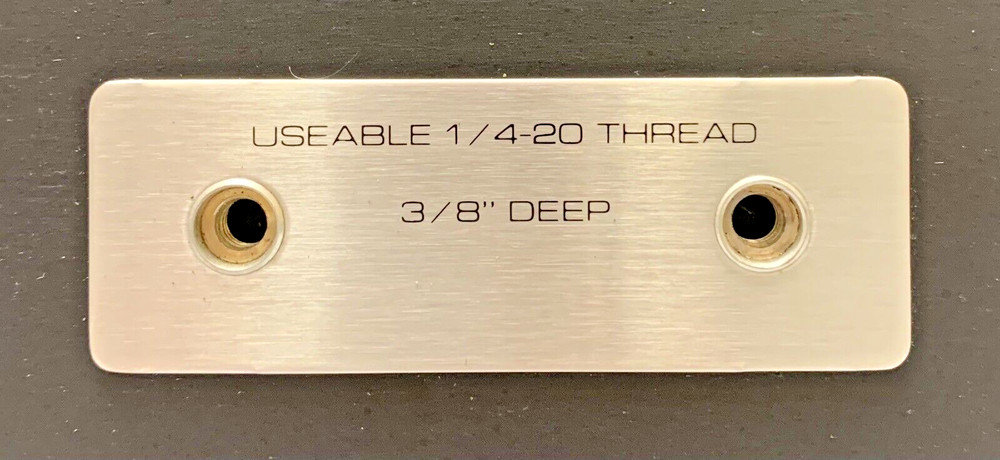 USEABLE 1/4-20 THREAD
3/8" DEEP